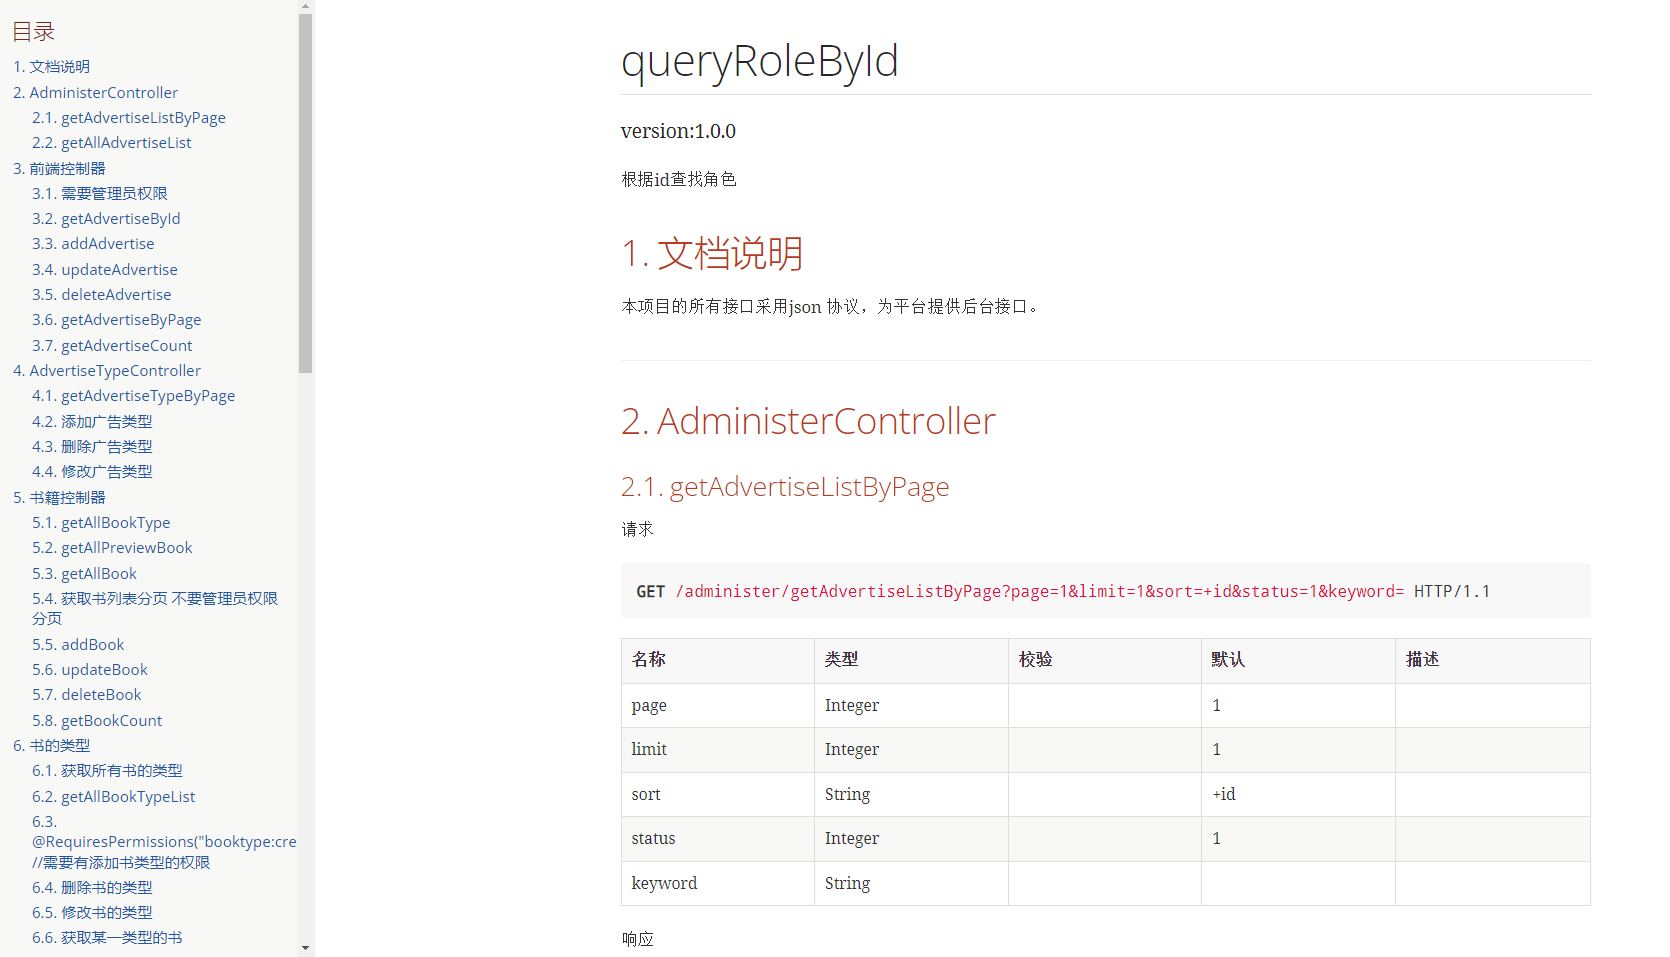 目录
1. 文档说明
2. AdministerController
2.1. getAdvertiseListByPage
2.2. getAllAdvertiseList
3. 前端控制器
3.1. 需要管理员权限
3.2. getAdvertiseById
3.3. addAdvertise
3.4. updateAdvertise
3.5. deleteAdvertise
3.6. getAdvertiseByPage
3.7. getAdvertiseCount
4. AdvertiseTypeController
4.1. getAdvertiseTypeByPage
4.2. 添加广告类型
4.3. 删除广告类型
4.4. 修改广告类型
5. 书籍控制器
5.1. getAllBookType
5.2. getAllPreviewBook
5.3. getAllBook
5.4. 获取书列表分页 不要管理员权限
分页
5.5. addBook
5.6. updateBook
5.7. deleteBook
5.8. getBookCount
6. 书的类型
6.1. 获取所有书的类型
6.2. getAllBookTypeList
6.3.
@RequiresPermissions("booktype:cre
//需要有添加书类型的权限
6.4. 删除书的类型
6.5. 修改书的类型
6.6. 获取某一类型的书
queryRoleById
version:1.0.0
根据id查找角色
1. 文档说明
本项目的所有接口采用json 协议，为平台提供后台接口。
2. AdministerController
2.1. getAdvertiseListByPage
请求
GET /administer/getAdvertiseListByPage?page=1&limit=1&sort=+id&status=1&keyword= HTTP/1.1
名称 类型 校验 默认 描述
page Integer 1
limit Integer 1
sort String +id
status Integer 1
keyword String
响应